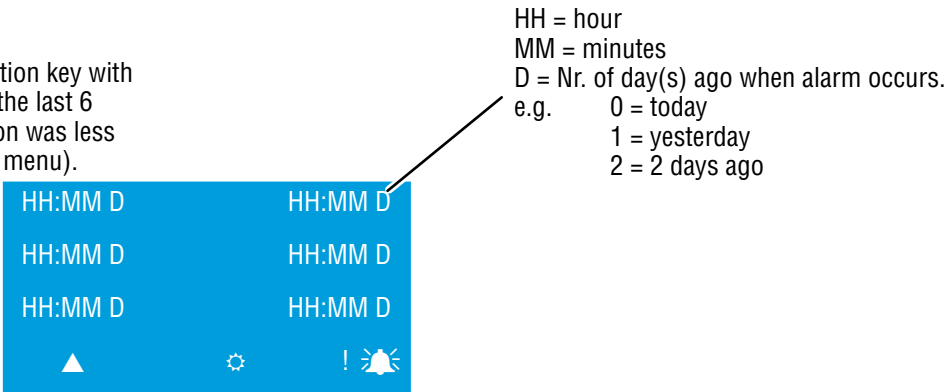 HH = hour
MM = minutes
D = Nr. of day(s) ago when alarm occurs.
e.g. 0 = today
1 = yesterday
2 = 2 days ago
tion key with
the last 6
on was less
menu).
HH:MM D HH:MM D
HH:MM D HH:MM D
HH:MM D HH:MM D
!